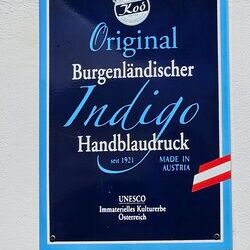 Koó
Original
Burgenländischer
Indigo
Handblaudruck
seit 1921
MADE IN
AUSTRIA
UNESCO
Immaterielles Kulturerbe
Österreich